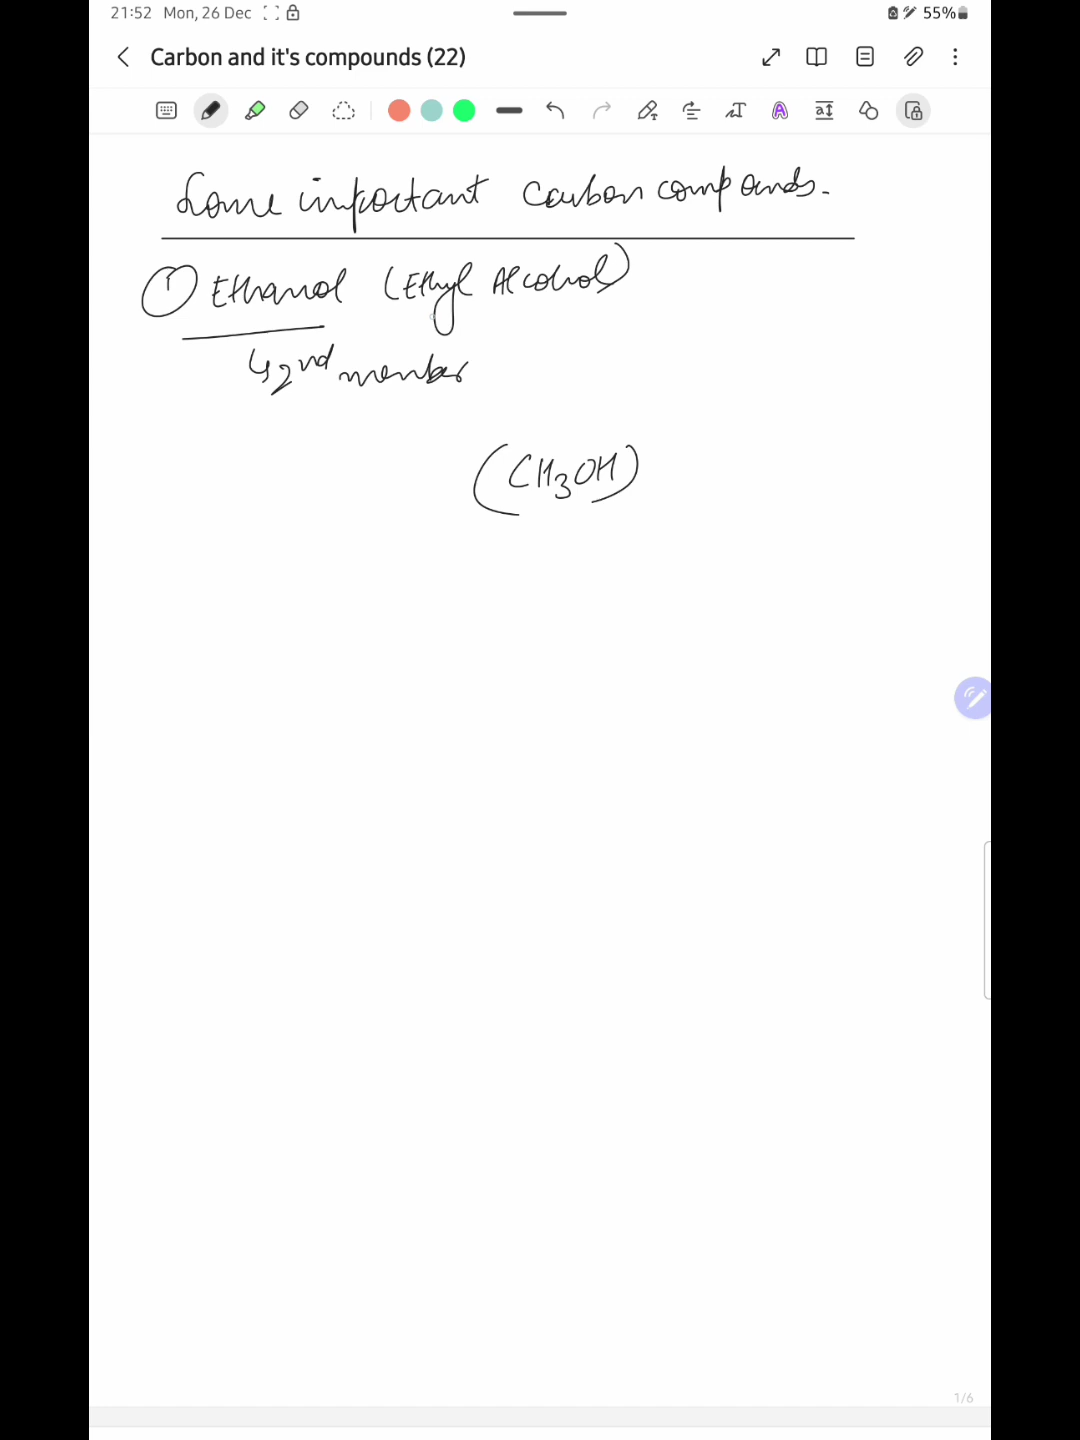 21:52 Mon, 26 Dec
55%
Carbon and it's compounds (22)
Some important Carbon compounds.
① Ethanol (Ethyl Alcohol)
↳ 2nd member
(CH₃OH)
1/6